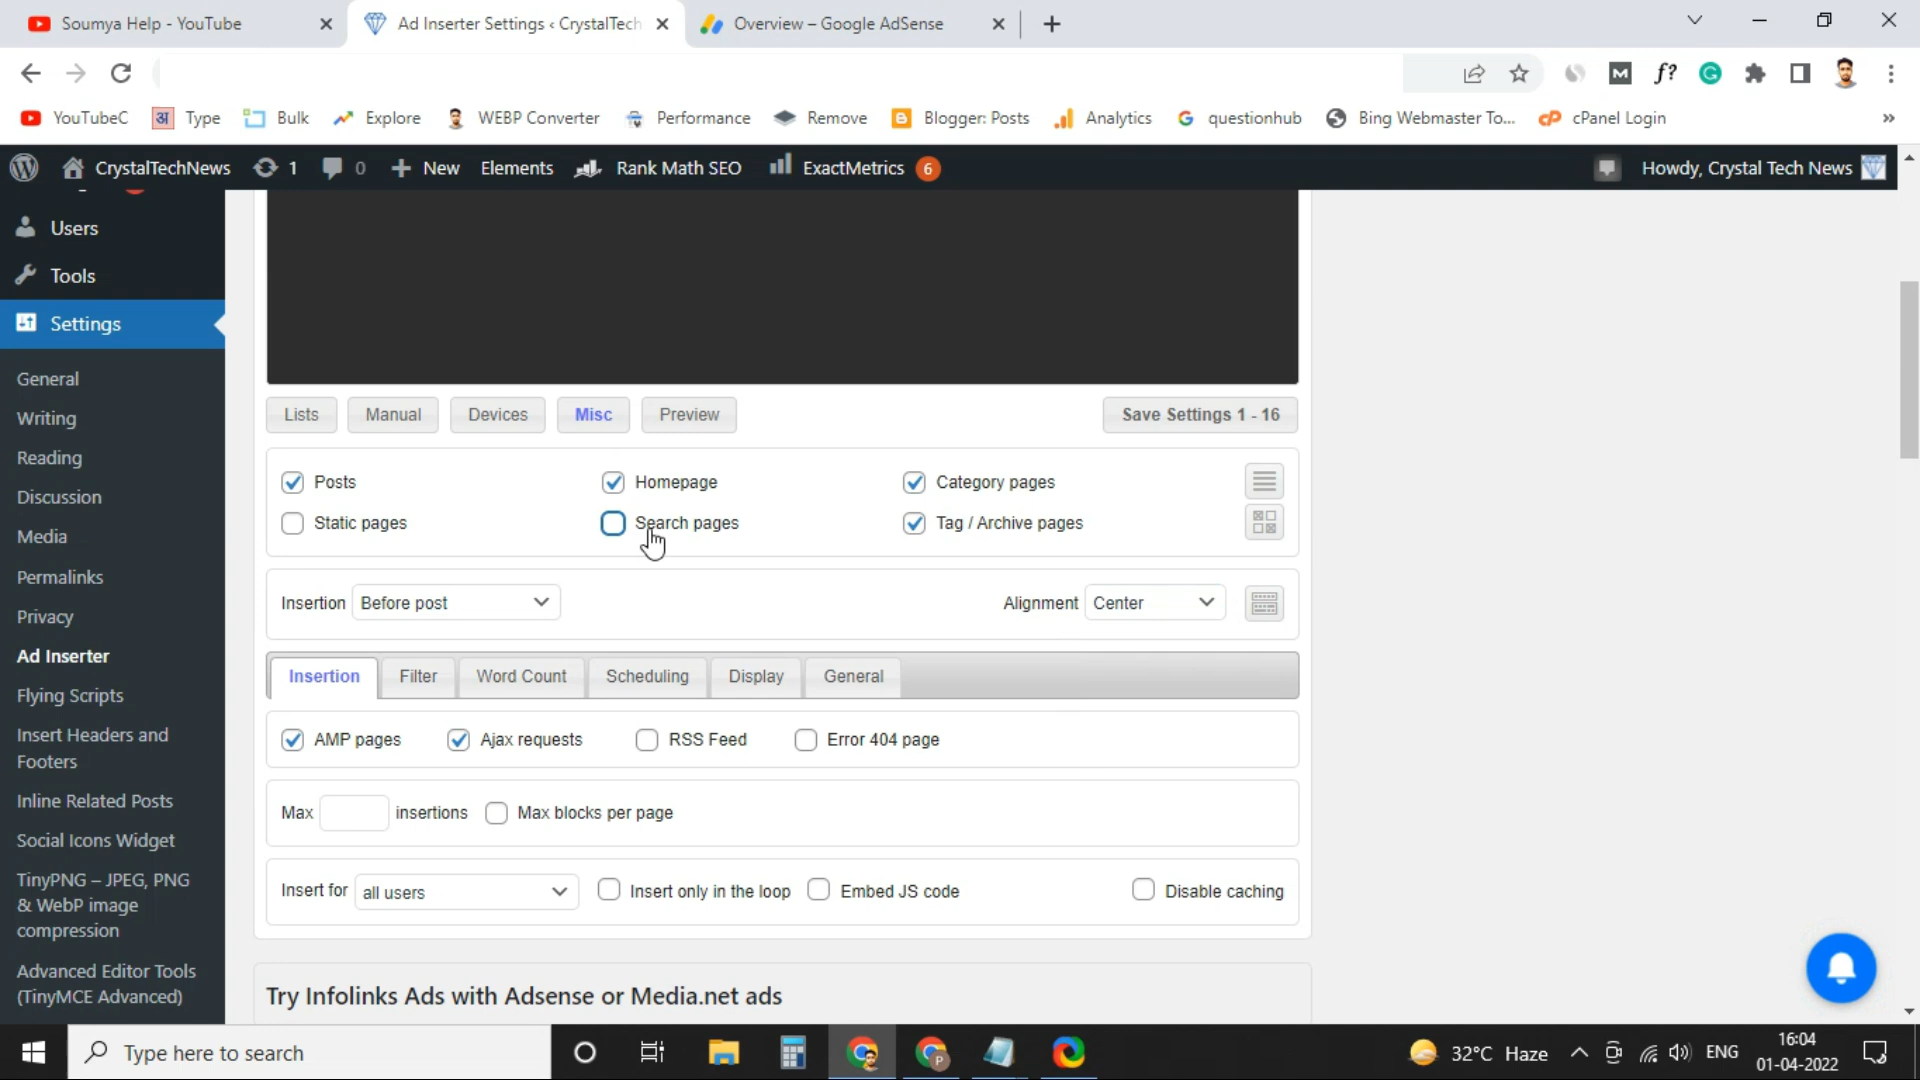 Soumya Help - YouTube
Ad Inserter Settings ‹ CrystalTech
Overview – Google AdSense
YouTubeC
अ Type
Bulk
Explore
WEBP Converter
Performance
Remove
Blogger: Posts
Analytics
questionhub
Bing Webmaster To...
cPanel Login
»
CrystalTechNews
1
0
New
Elements
Rank Math SEO
ExactMetrics
6
Howdy, Crystal Tech News
Users
Tools
Settings
General
Writing
Reading
Discussion
Media
Permalinks
Privacy
Ad Inserter
Flying Scripts
Insert Headers and
Footers
Inline Related Posts
Social Icons Widget
TinyPNG – JPEG, PNG
& WebP image
compression
Advanced Editor Tools
(TinyMCE Advanced)
Lists
Manual
Devices
Misc
Preview
Save Settings 1 - 16
Posts
Homepage
Category pages
Static pages
Search pages
Tag / Archive pages
Insertion Before post
Alignment Center
Insertion
Filter
Word Count
Scheduling
Display
General
AMP pages
Ajax requests
RSS Feed
Error 404 page
Max insertions
Max blocks per page
Insert for all users
Insert only in the loop
Embed JS code
Disable caching
Try Infolinks Ads with Adsense or Media.net ads
Type here to search
32°C Haze
ENG
16:04
01-04-2022